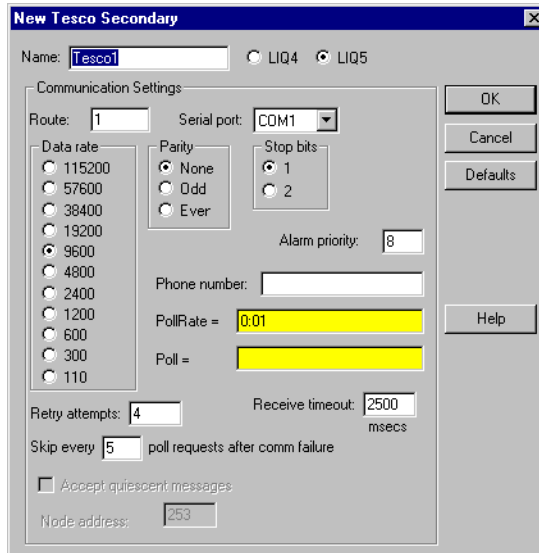 New Tesco Secondary
Name: Tesco1 LIQ4 LIQ5
Communication Settings
Route: 1 Serial port: COM1
Data rate
115200
57600
38400
19200
9600
4800
2400
1200
600
300
110
Parity
None
Odd
Ever
Stop bits
1
2
Alarm priority: 8
Phone number:
PollRate = 0:01
Poll =
Retry attempts: 4
Receive timeout: 2500
msecs
Skip every 5 poll requests after comm failure
Accept quiescent messages
Node address: 253
OK
Cancel
Defaults
Help